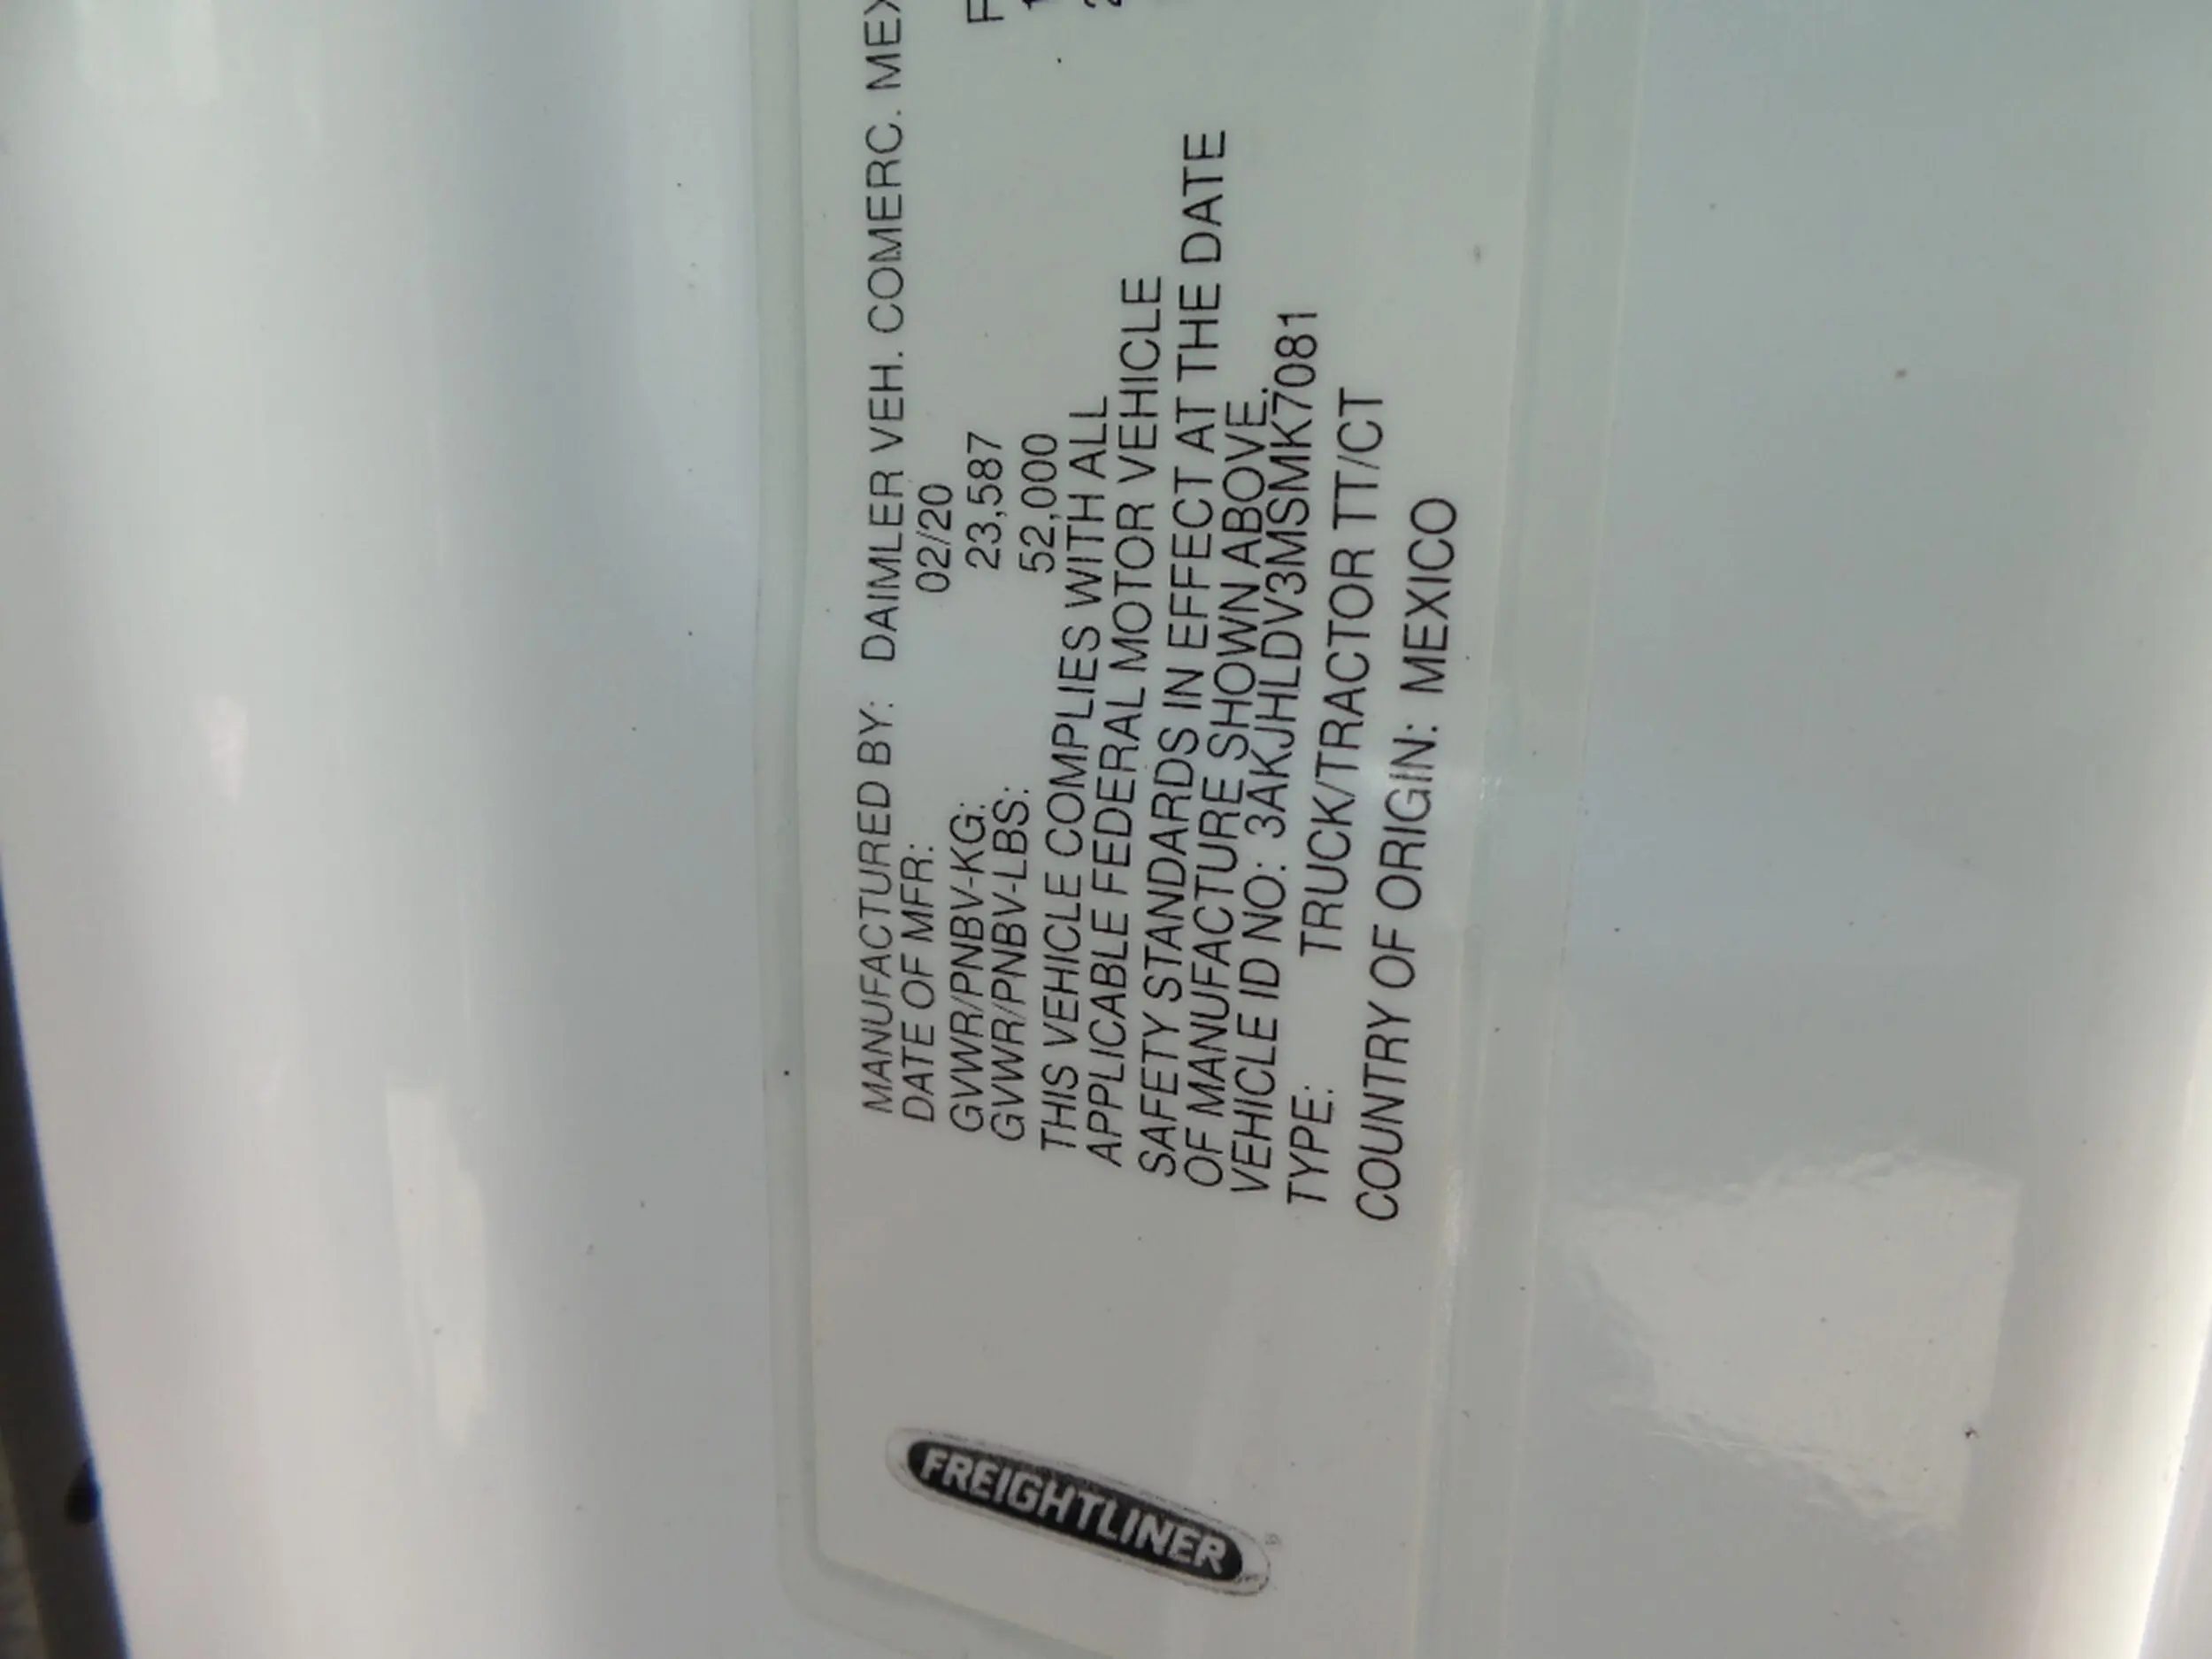 FREIGHTLINER
MANUFACTURED BY: DAIMLER VEH. COMERC. MEX
DATE OF MFR: 02/20
GVWR/PNBV-KG: 23,587
GVWR/PNBV-LBS: 52,000
THIS VEHICLE COMPLIES WITH ALL
APPLICABLE FEDERAL MOTOR VEHICLE
SAFETY STANDARDS IN EFFECT AT THE DATE
OF MANUFACTURE SHOWN ABOVE.
VEHICLE ID NO: 3AKJHLDV3MSMK7081
TYPE: TRUCK/TRACTOR TT/CT
COUNTRY OF ORIGIN: MEXICO